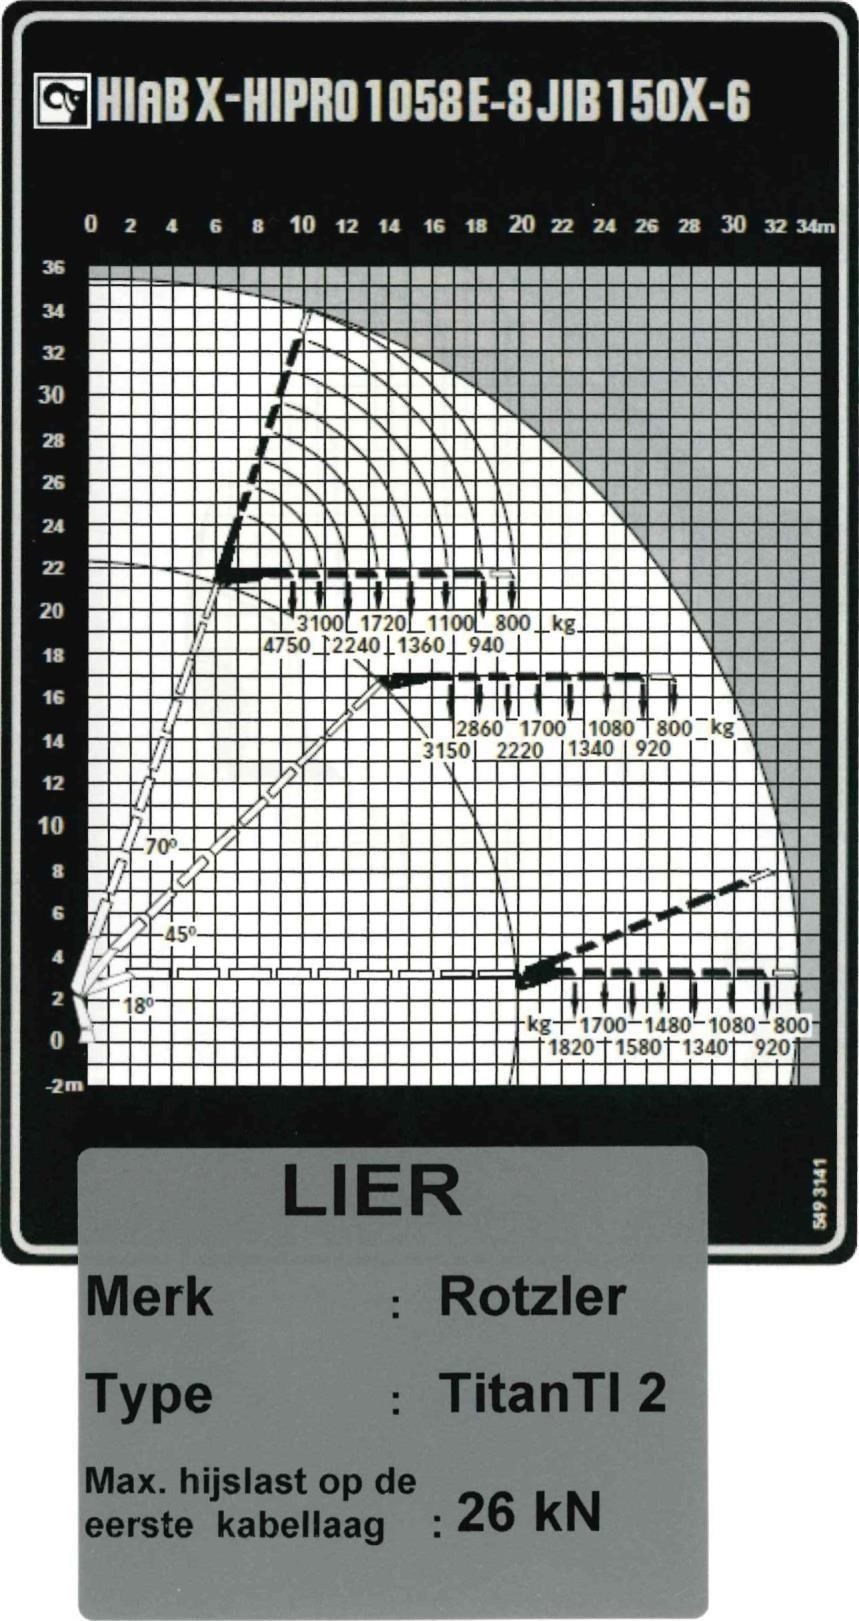 HIAB X-HIPRO 1058 E-8 JIB 150X-6
0 2 4 6 8 10 12 14 16 18 20 22 24 26 28 30 32 34m
36
34
32
30
28
26
24
22
3100 1720 1100 800 kg
20
4750 2240 1360 940
18
16
2860 1700 1080 800 kg
14
3150 2220 1340 920
12
10
70º
8
6
45º
4
2
18º
kg 1700 1480 1080 800
0
1820 1580 1340 920
-2m
549 3141
LIER
Merk : Rotzler
Type : TitanTI 2
Max. hijslast op de
eerste kabellaag : 26 kN